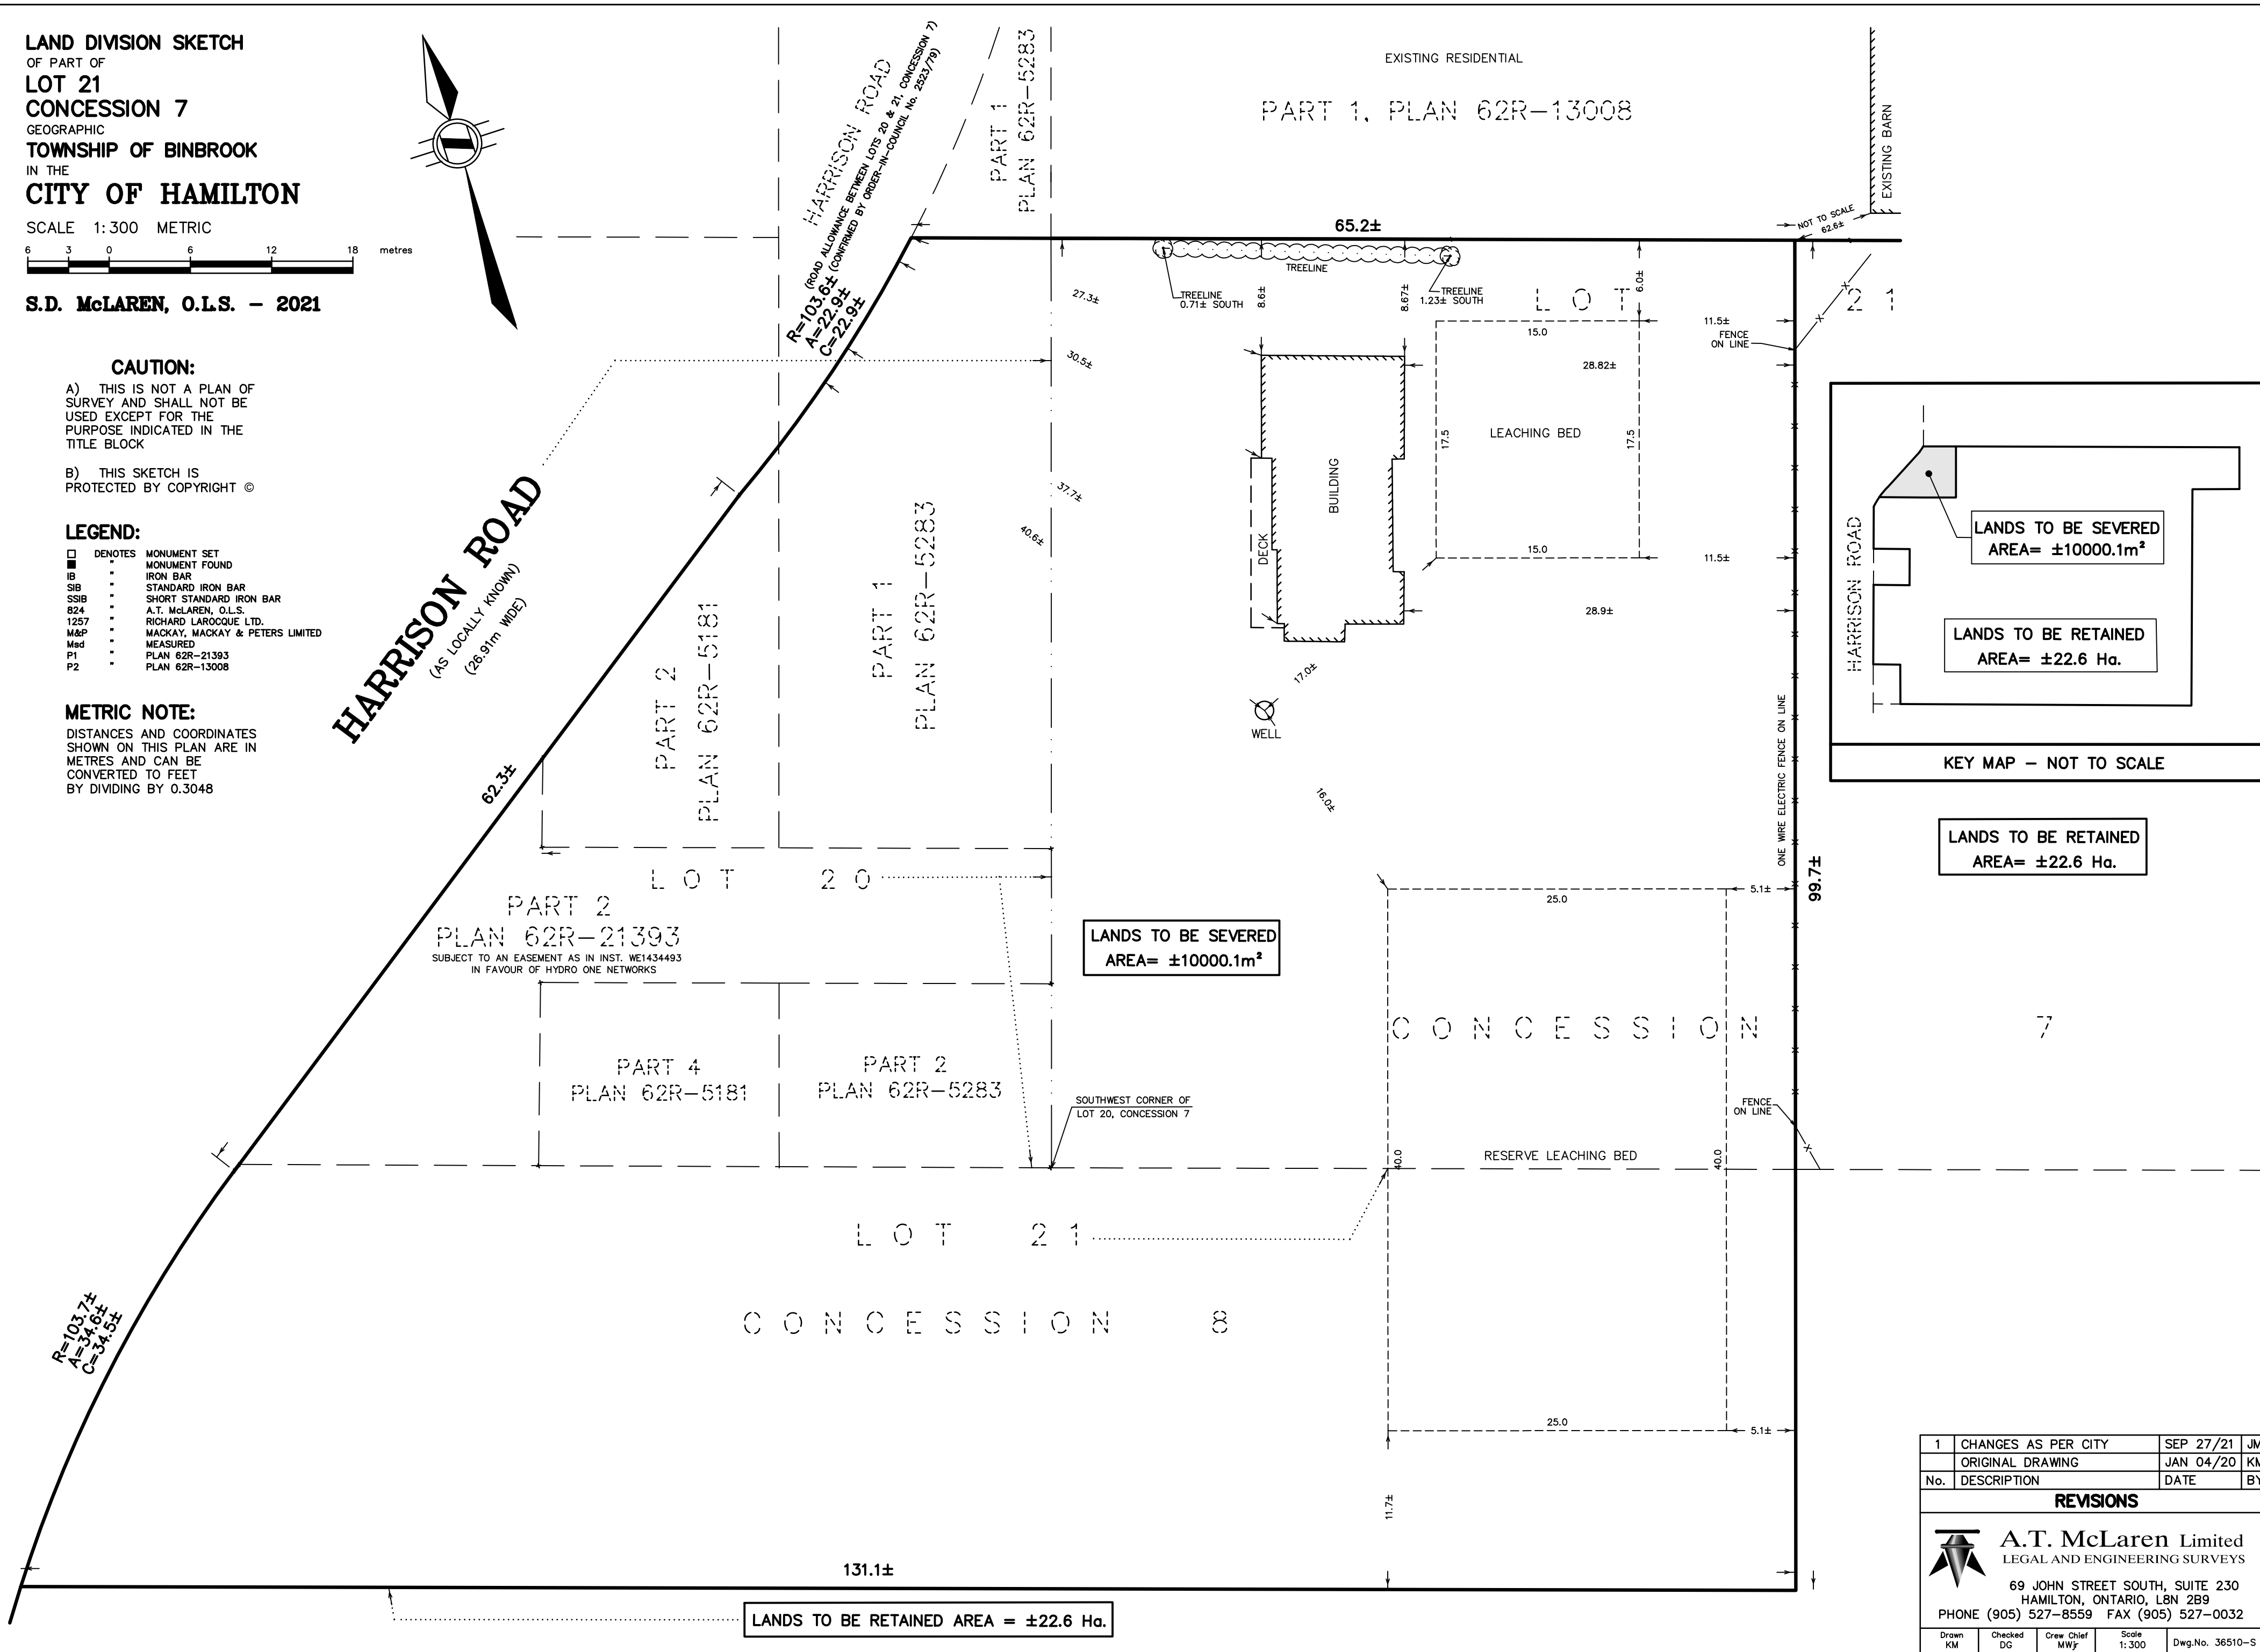 LAND DIVISION SKETCH
OF PART OF
LOT 21
CONCESSION 7
GEOGRAPHIC
TOWNSHIP OF BINBROOK
IN THE
CITY OF HAMILTON
SCALE 1:300 METRIC
6 3 0 6 12 18 metres
S.D. McLAREN, O.L.S. – 2021
CAUTION:
A) THIS IS NOT A PLAN OF
SURVEY AND SHALL NOT BE
USED EXCEPT FOR THE
PURPOSE INDICATED IN THE
TITLE BLOCK
B) THIS SKETCH IS
PROTECTED BY COPYRIGHT ©
LEGEND:
DENOTES MONUMENT SET
" MONUMENT FOUND
IB " IRON BAR
SIB " STANDARD IRON BAR
SSIB " SHORT STANDARD IRON BAR
824 " A.T. McLAREN, O.L.S.
1257 " RICHARD LAROCQUE LTD.
M&P " MACKAY, MACKAY & PETERS LIMITED
Msd " MEASURED
P1 " PLAN 62R–21393
P2 " PLAN 62R–13008
METRIC NOTE:
DISTANCES AND COORDINATES
SHOWN ON THIS PLAN ARE IN
METRES AND CAN BE
CONVERTED TO FEET
BY DIVIDING BY 0.3048
HARRISON ROAD
(ROAD ALLOWANCE BETWEEN LOTS 20 & 21, CONCESSION 7)
(CONFIRMED BY ORDER–IN–COUNCIL No. 2523/79)
R=103.6±
A=22.9±
C=22.9±
PART 1
PLAN 62R–5283
EXISTING RESIDENTIAL
PART 1, PLAN 62R–13008
EXISTING BARN
NOT TO SCALE
62.6±
65.2±
TREELINE
TREELINE
0.71± SOUTH
TREELINE
1.23± SOUTH
8.6±
8.67±
6.0±
LOT 21
27.3±
30.5±
37.7±
40.6±
15.0
11.5±
FENCE
ON LINE
28.82±
17.5
LEACHING BED
17.5
15.0
11.5±
28.9±
BUILDING
DECK
17.0±
WELL
16.0±
HARRISON ROAD
(AS LOCALLY KNOWN)
(26.91m WIDE)
62.3±
PART 2
PLAN 62R–5181
PART 1
PLAN 62R–5283
LOT 20
PART 2
PLAN 62R–21393
SUBJECT TO AN EASEMENT AS IN INST. WE1434493
IN FAVOUR OF HYDRO ONE NETWORKS
PART 4
PLAN 62R–5181
PART 2
PLAN 62R–5283
SOUTHWEST CORNER OF
LOT 20, CONCESSION 7
LANDS TO BE SEVERED
AREA= ±10000.1m²
ONE WIRE ELECTRIC FENCE ON LINE
99.7±
25.0
5.1±
CONCESSION 7
FENCE
ON LINE
40.0
RESERVE LEACHING BED
40.0
25.0
5.1±
11.7±
LOT 21
CONCESSION 8
R=103.7±
A=34.6±
C=34.5±
131.1±
LANDS TO BE RETAINED AREA = ±22.6 Ha.
HARRISON ROAD
LANDS TO BE SEVERED
AREA= ±10000.1m²
LANDS TO BE RETAINED
AREA= ±22.6 Ha.
KEY MAP – NOT TO SCALE
LANDS TO BE RETAINED
AREA= ±22.6 Ha.
1 CHANGES AS PER CITY SEP 27/21 JM
ORIGINAL DRAWING JAN 04/20 KM
No. DESCRIPTION DATE BY
REVISIONS
A.T. McLaren Limited
LEGAL AND ENGINEERING SURVEYS
69 JOHN STREET SOUTH, SUITE 230
HAMILTON, ONTARIO, L8N 2B9
PHONE (905) 527–8559 FAX (905) 527–0032
Drawn Checked Crew Chief Scale
KM DG MWjr 1:300 Dwg.No. 36510–S